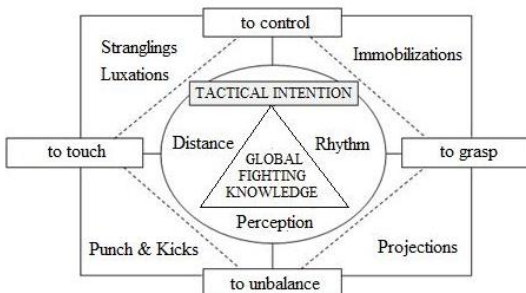 to control
Stranglings
Luxations
Immobilizations
TACTICAL INTENTION
to touch
Distance
Rhythm
to grasp
GLOBAL
FIGHTING
KNOWLEDGE
Perception
Punch & Kicks
Projections
to unbalance